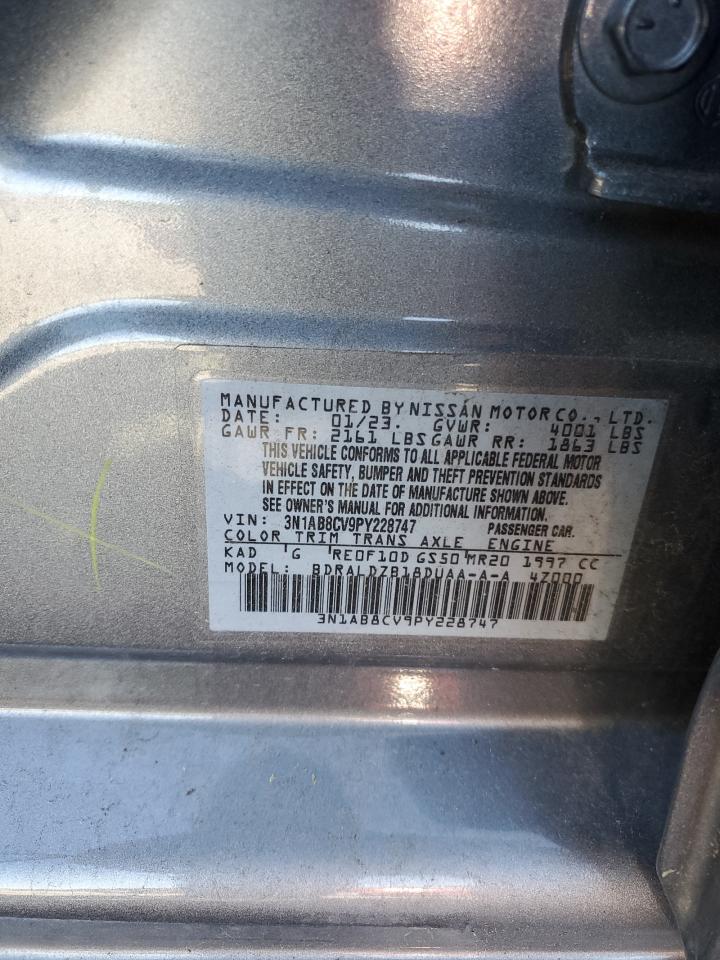 MANUFACTURED BY NISSAN MOTOR CO., LTD.
DATE: 01/23. GVWR: 4001 LBS
GAWR FR: 2161 LBS GAWR RR: 1863 LBS
THIS VEHICLE CONFORMS TO ALL APPLICABLE FEDERAL MOTOR
VEHICLE SAFETY, BUMPER AND THEFT PREVENTION STANDARDS
IN EFFECT ON THE DATE OF MANUFACTURE SHOWN ABOVE.
SEE OWNER'S MANUAL FOR ADDITIONAL INFORMATION.
VIN: 3N1AB8CV9PY228747 PASSENGER CAR.
COLOR TRIM TRANS AXLE ENGINE
KAD G RE0F10D GS50 MR20 1997 CC
MODEL: BDRALDZB18DUAA-A-A 4Z000
3N1AB8CV9PY228747